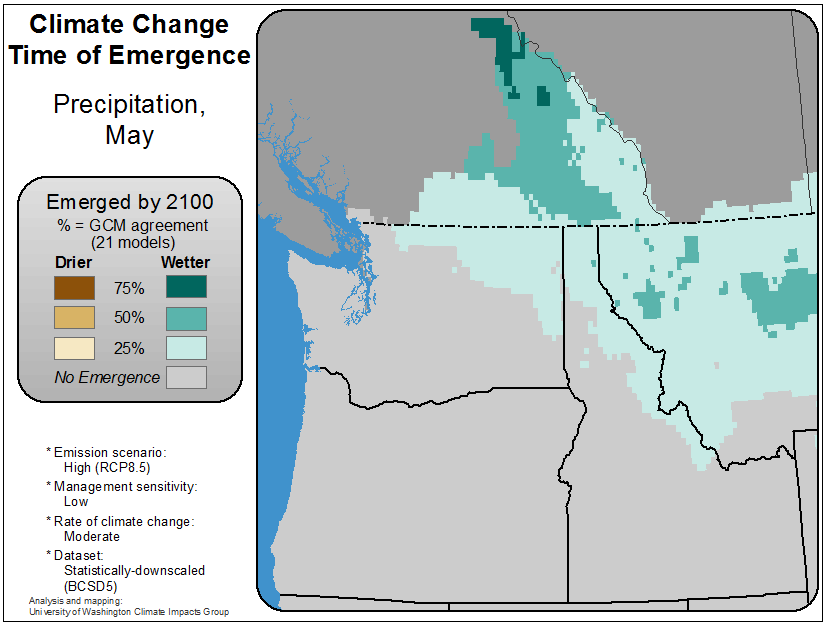 Climate Change
Time of Emergence
Precipitation,
May
Emerged by 2100
% = GCM agreement
(21 models)
Drier Wetter
75%
50%
25%
No Emergence
* Emission scenario:
High (RCP8.5)
* Management sensitivity:
Low
* Rate of climate change:
Moderate
* Dataset:
Statistically-downscaled
(BCSD5)
Analysis and mapping:
University of Washington Climate Impacts Group